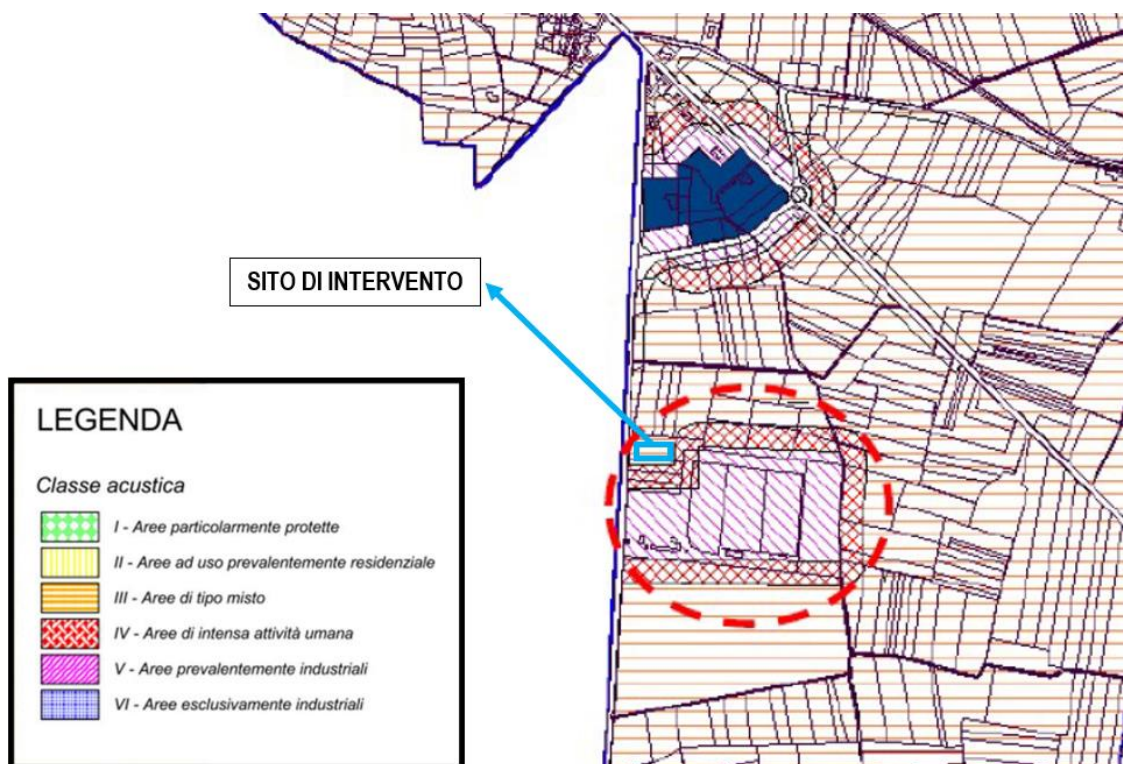 SITO DI INTERVENTO
LEGENDA
Classe acustica
I - Aree particolarmente protette
II - Aree ad uso prevalentemente residenziale
III - Aree di tipo misto
IV - Aree di intensa attività umana
V - Aree prevalentemente industriali
VI - Aree esclusivamente industriali